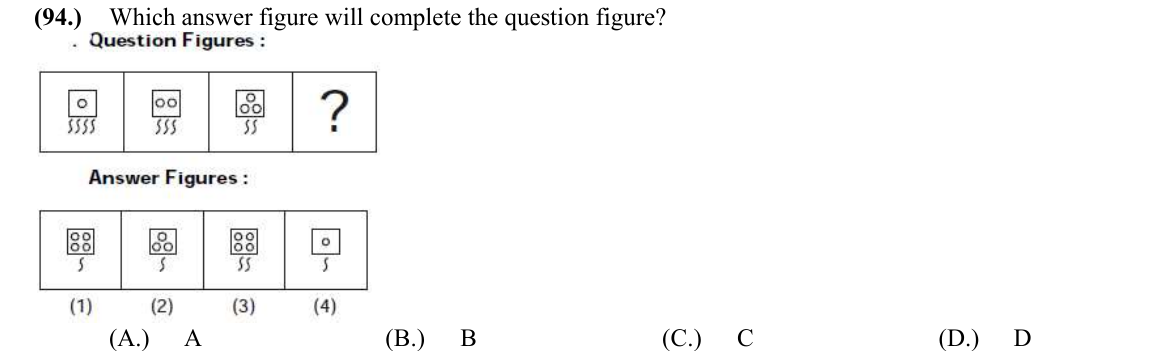 (94.) Which answer figure will complete the question figure?
. Question Figures :
?
Answer Figures :
(1) (2) (3) (4)
(A.) A (B.) B (C.) C (D.) D